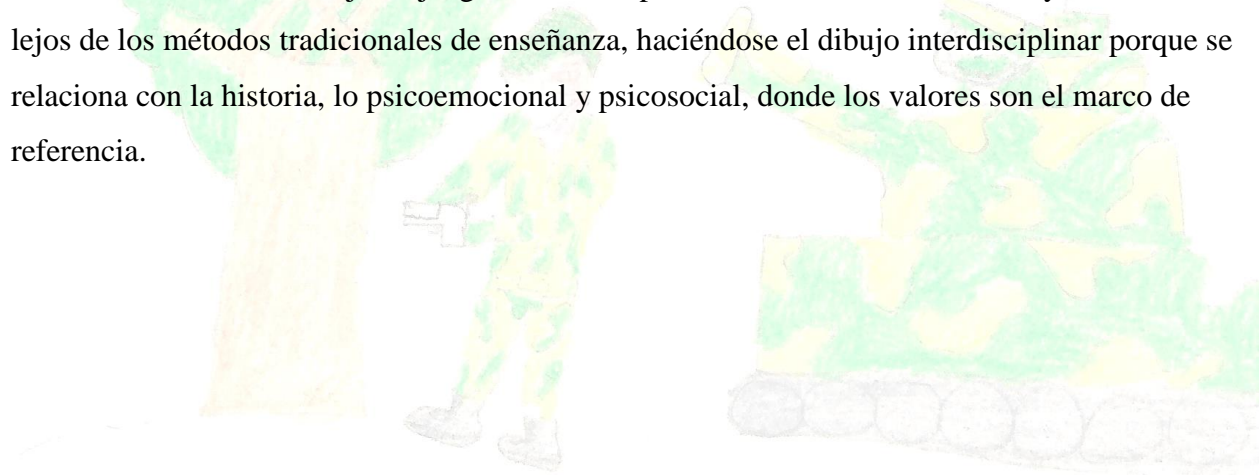 lejos de los métodos tradicionales de enseñanza, haciéndose el dibujo interdisciplinar porque se
relaciona con la historia, lo psicoemocional y psicosocial, donde los valores son el marco de
referencia.